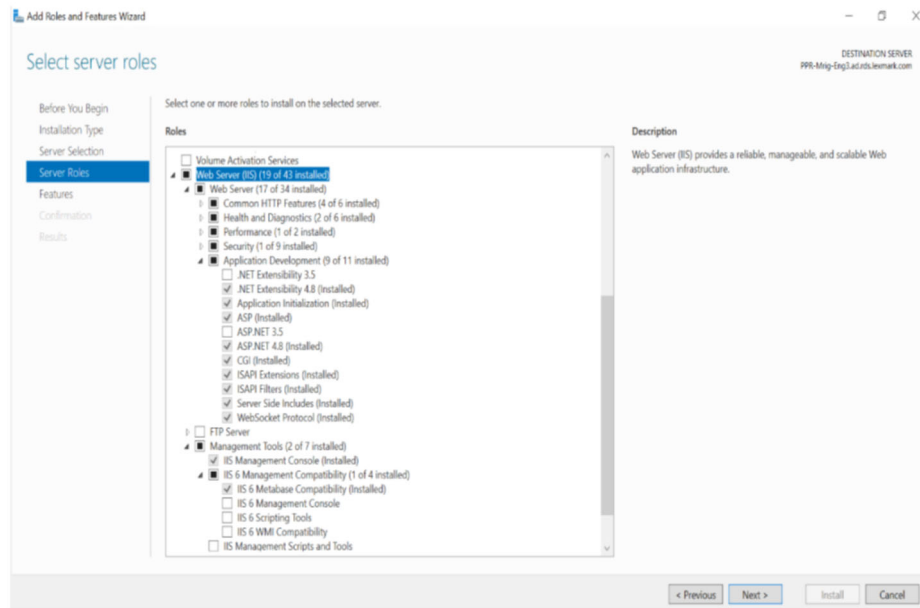 Add Roles and Features Wizard
Select server roles
DESTINATION SERVER
PPR-Mrig-Eng3.ad.rds.lexmark.com
Before You Begin
Installation Type
Server Selection
Server Roles
Features
Confirmation
Results
Select one or more roles to install on the selected server.
Roles
Volume Activation Services
Web Server (IIS) (19 of 43 installed)
Web Server (17 of 34 installed)
Common HTTP Features (4 of 6 installed)
Health and Diagnostics (2 of 6 installed)
Performance (1 of 2 installed)
Security (1 of 9 installed)
Application Development (9 of 11 installed)
.NET Extensibility 3.5
.NET Extensibility 4.8 (Installed)
Application Initialization (Installed)
ASP (Installed)
ASP.NET 3.5
ASP.NET 4.8 (Installed)
CGI (Installed)
ISAPI Extensions (Installed)
ISAPI Filters (Installed)
Server Side Includes (Installed)
WebSocket Protocol (Installed)
FTP Server
Management Tools (2 of 7 installed)
IIS Management Console (Installed)
IIS 6 Management Compatibility (1 of 4 installed)
IIS 6 Metabase Compatibility (Installed)
IIS 6 Management Console
IIS 6 Scripting Tools
IIS 6 WMI Compatibility
IIS Management Scripts and Tools
Description
Web Server (IIS) provides a reliable, manageable, and scalable Web
application infrastructure.
< Previous
Next >
Install
Cancel